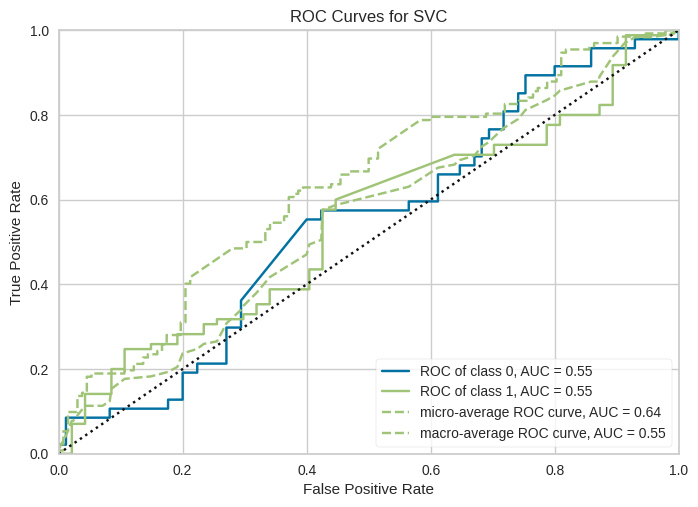 ROC Curves for SVC
True Positive Rate
1.0
0.8
0.6
0.4
0.2
0.0
ROC of class 0, AUC = 0.55
ROC of class 1, AUC = 0.55
micro-average ROC curve, AUC = 0.64
macro-average ROC curve, AUC = 0.55
0.0 0.2 0.4 0.6 0.8 1.0
False Positive Rate